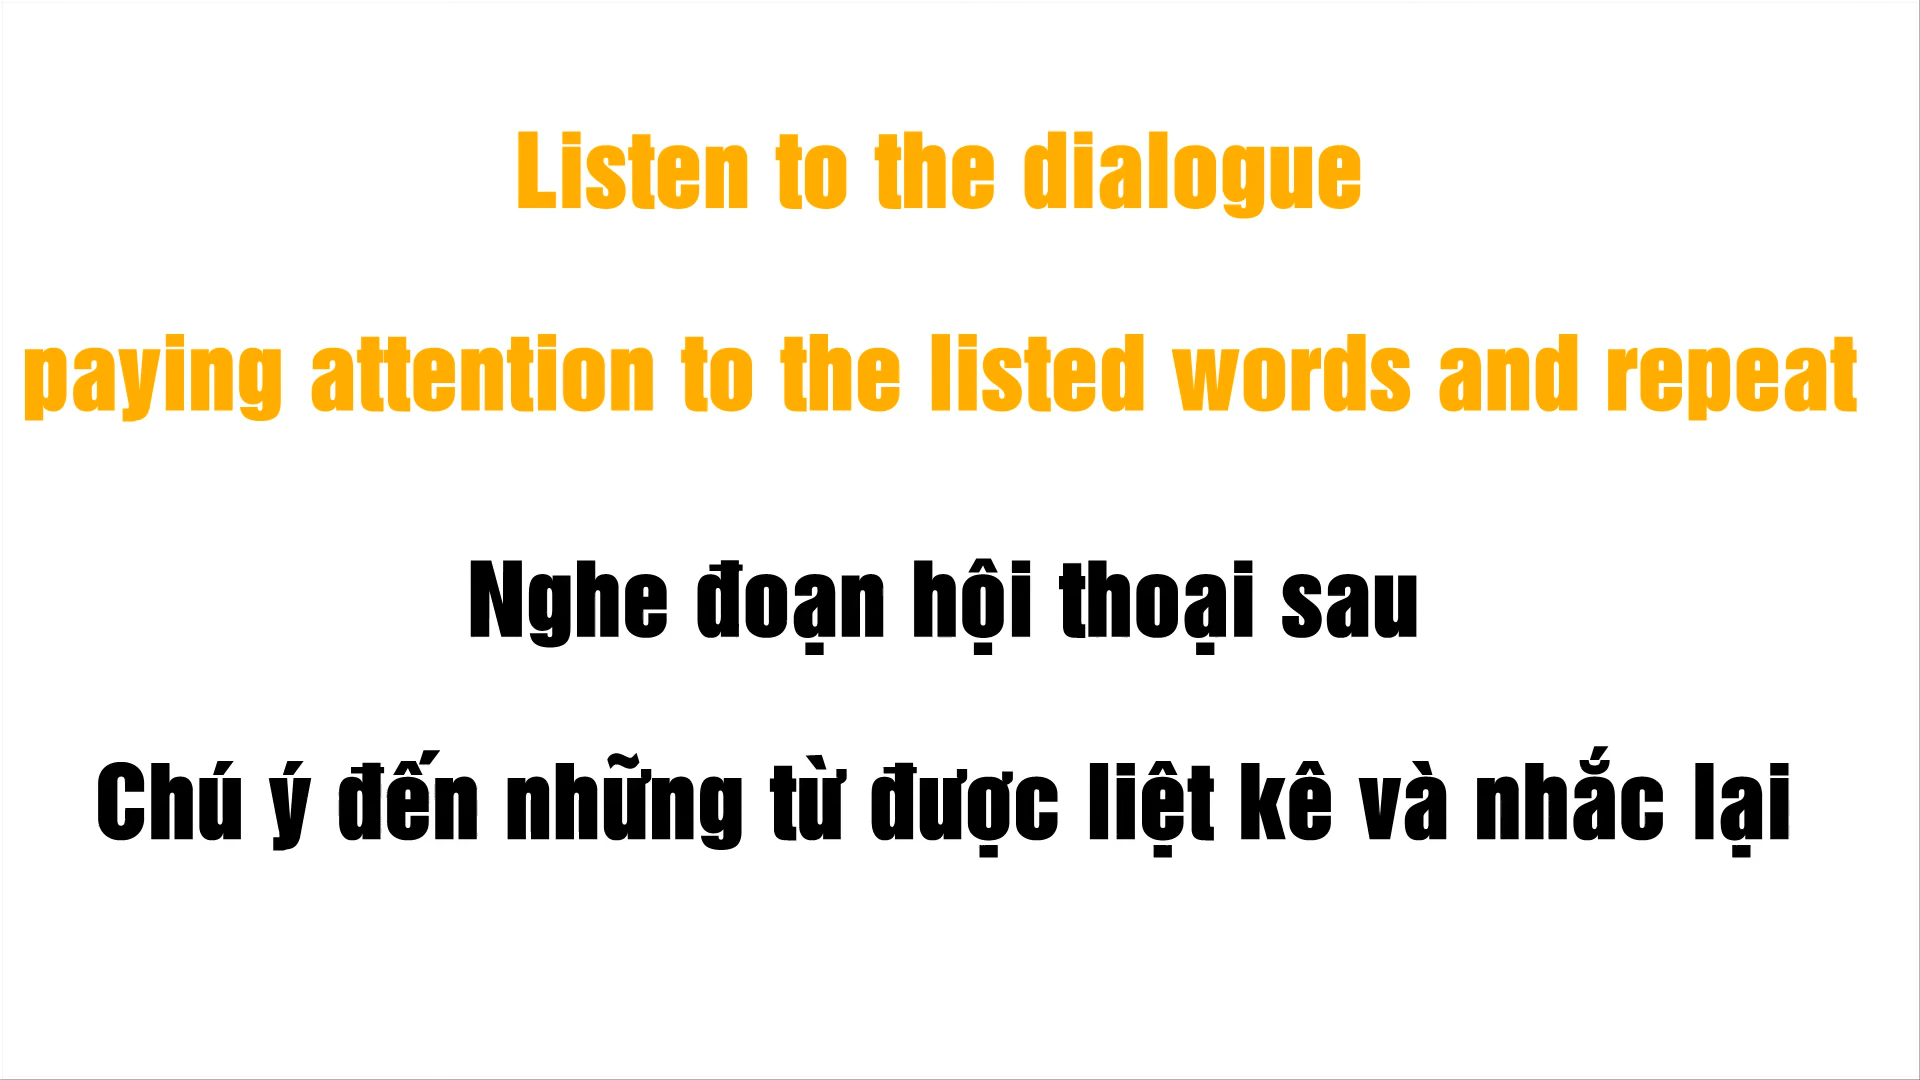 Listen to the dialogue
paying attention to the listed words and repeat
Nghe đoạn hội thoại sau
Chú ý đến những từ được liệt kê và nhắc lại